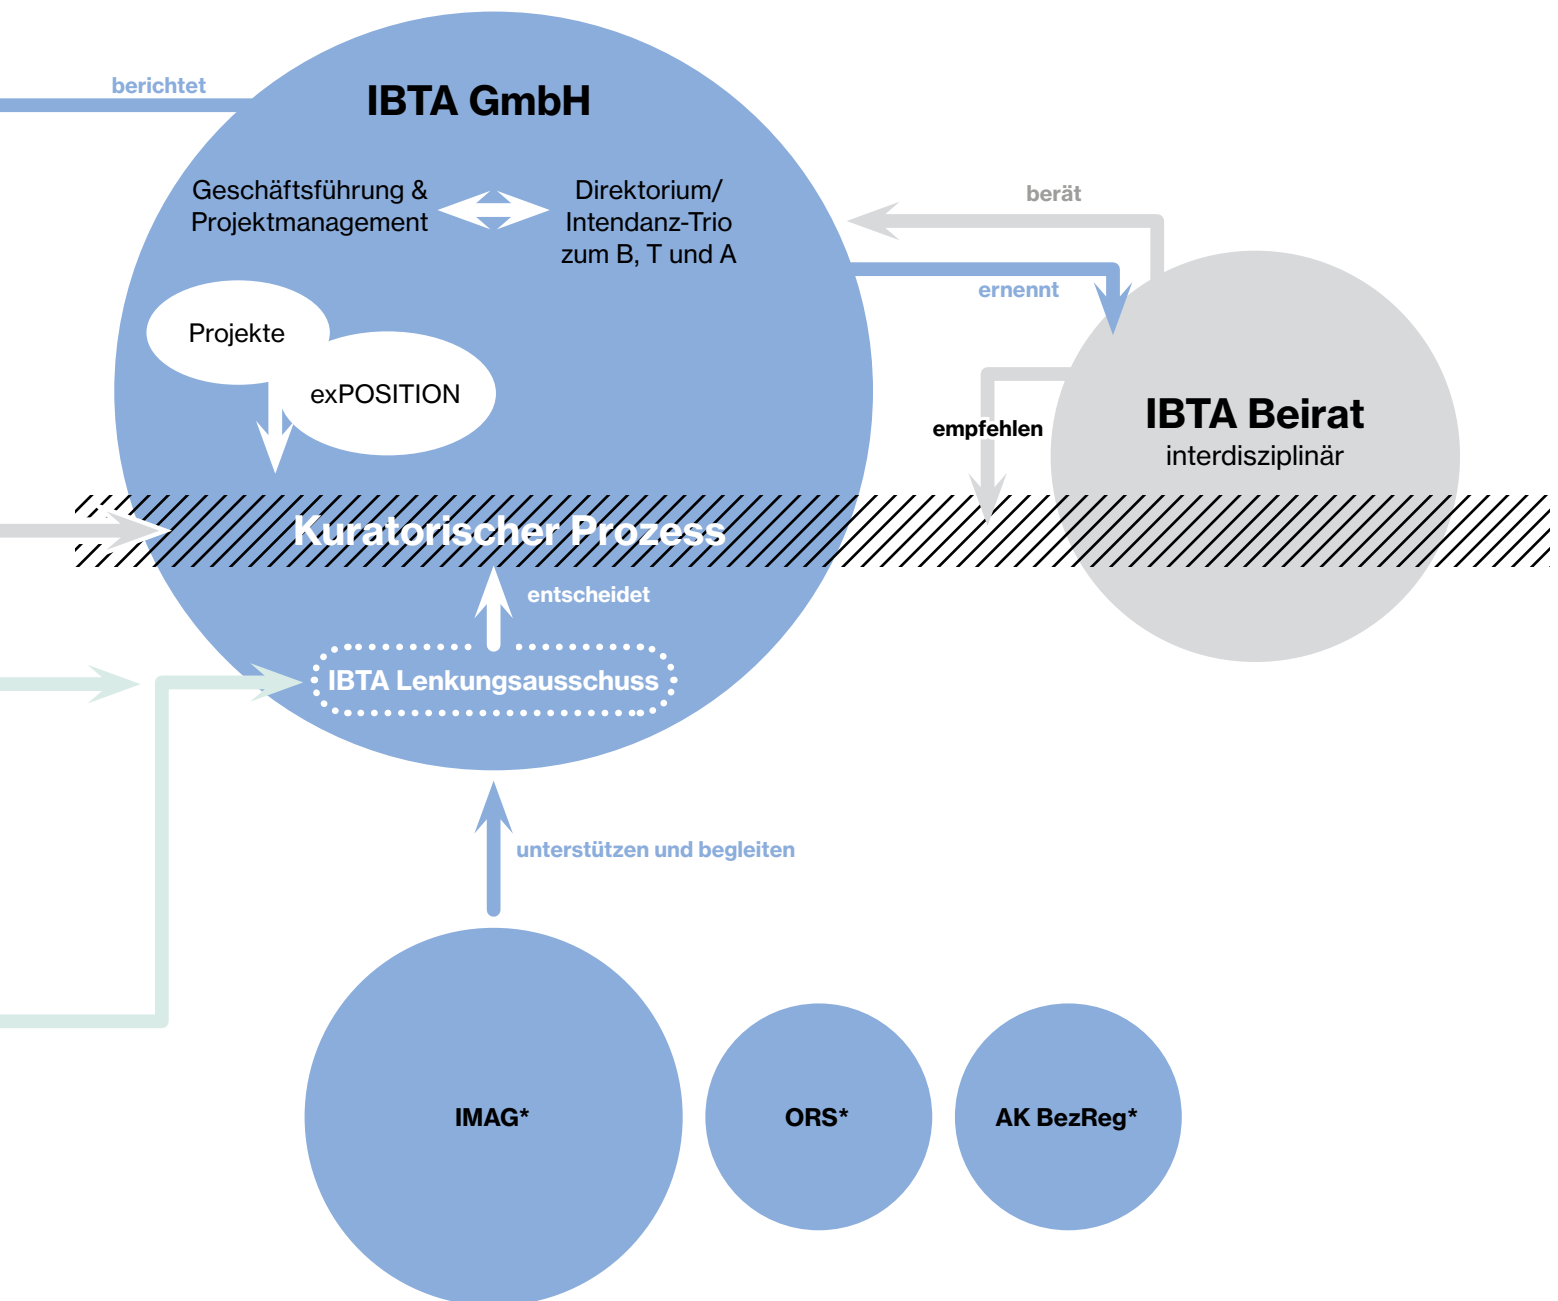 berichtet
IBTA GmbH
Geschäftsführung &
Projektmanagement
Direktorium/
Intendanz-Trio
zum B, T und A
berät
ernennt
Projekte
exPOSITION
empfehlen
IBTA Beirat
interdisziplinär
Kuratorischer Prozess
entscheidet
IBTA Lenkungsausschuss
unterstützen und begleiten
IMAG*
ORS*
AK BezReg*